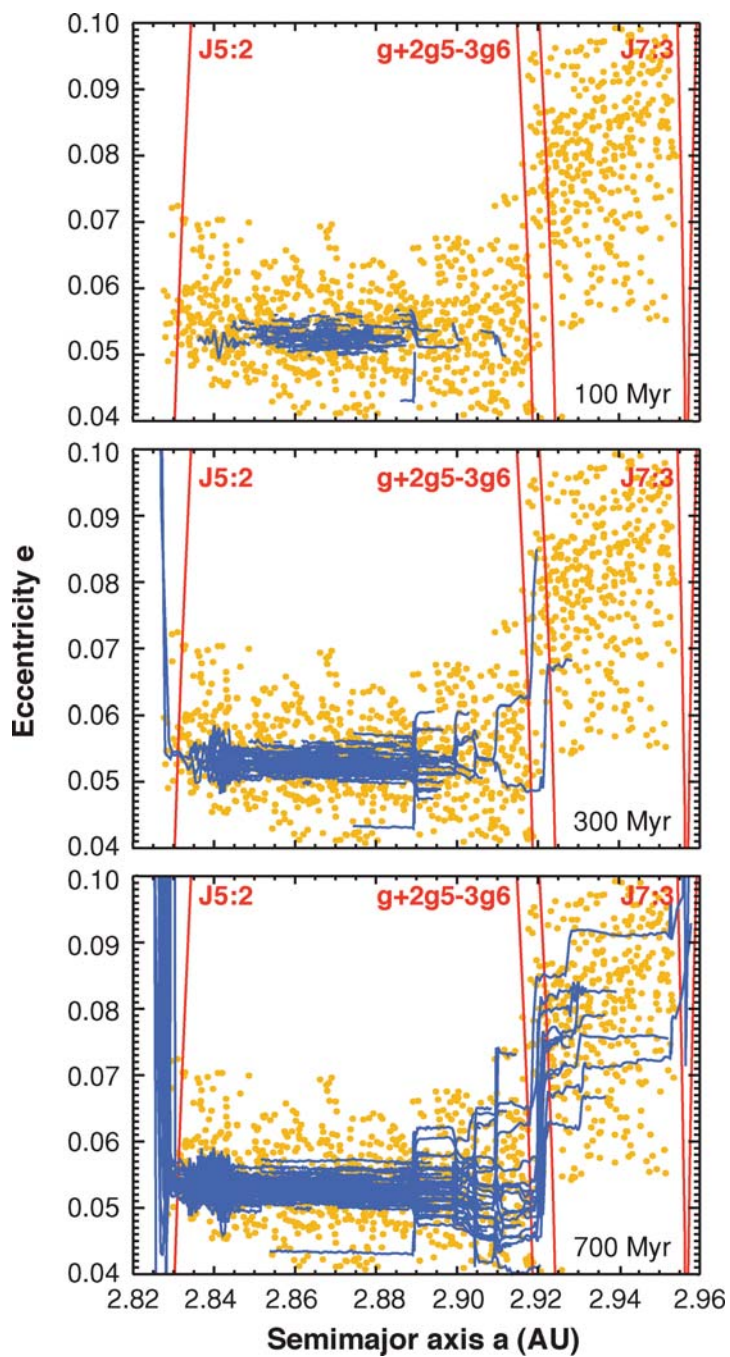 0.10
J5:2 g+2g5-3g6 J7:3
0.09
0.08
0.07
0.06
0.05
0.04
100 Myr
0.10
J5:2 g+2g5-3g6 J7:3
0.09
0.08
0.07
0.06
0.05
0.04
300 Myr
Eccentricity e
0.10
J5:2 g+2g5-3g6 J7:3
0.09
0.08
0.07
0.06
0.05
0.04
700 Myr
2.82 2.84 2.86 2.88 2.90 2.92 2.94 2.96
Semimajor axis a (AU)